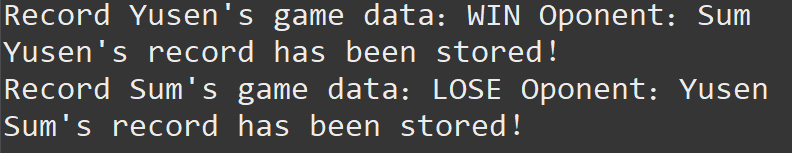 Record Yusen's game data：WIN Oponent：Sum
Yusen's record has been stored!
Record Sum's game data：LOSE Oponent：Yusen
Sum's record has been stored!